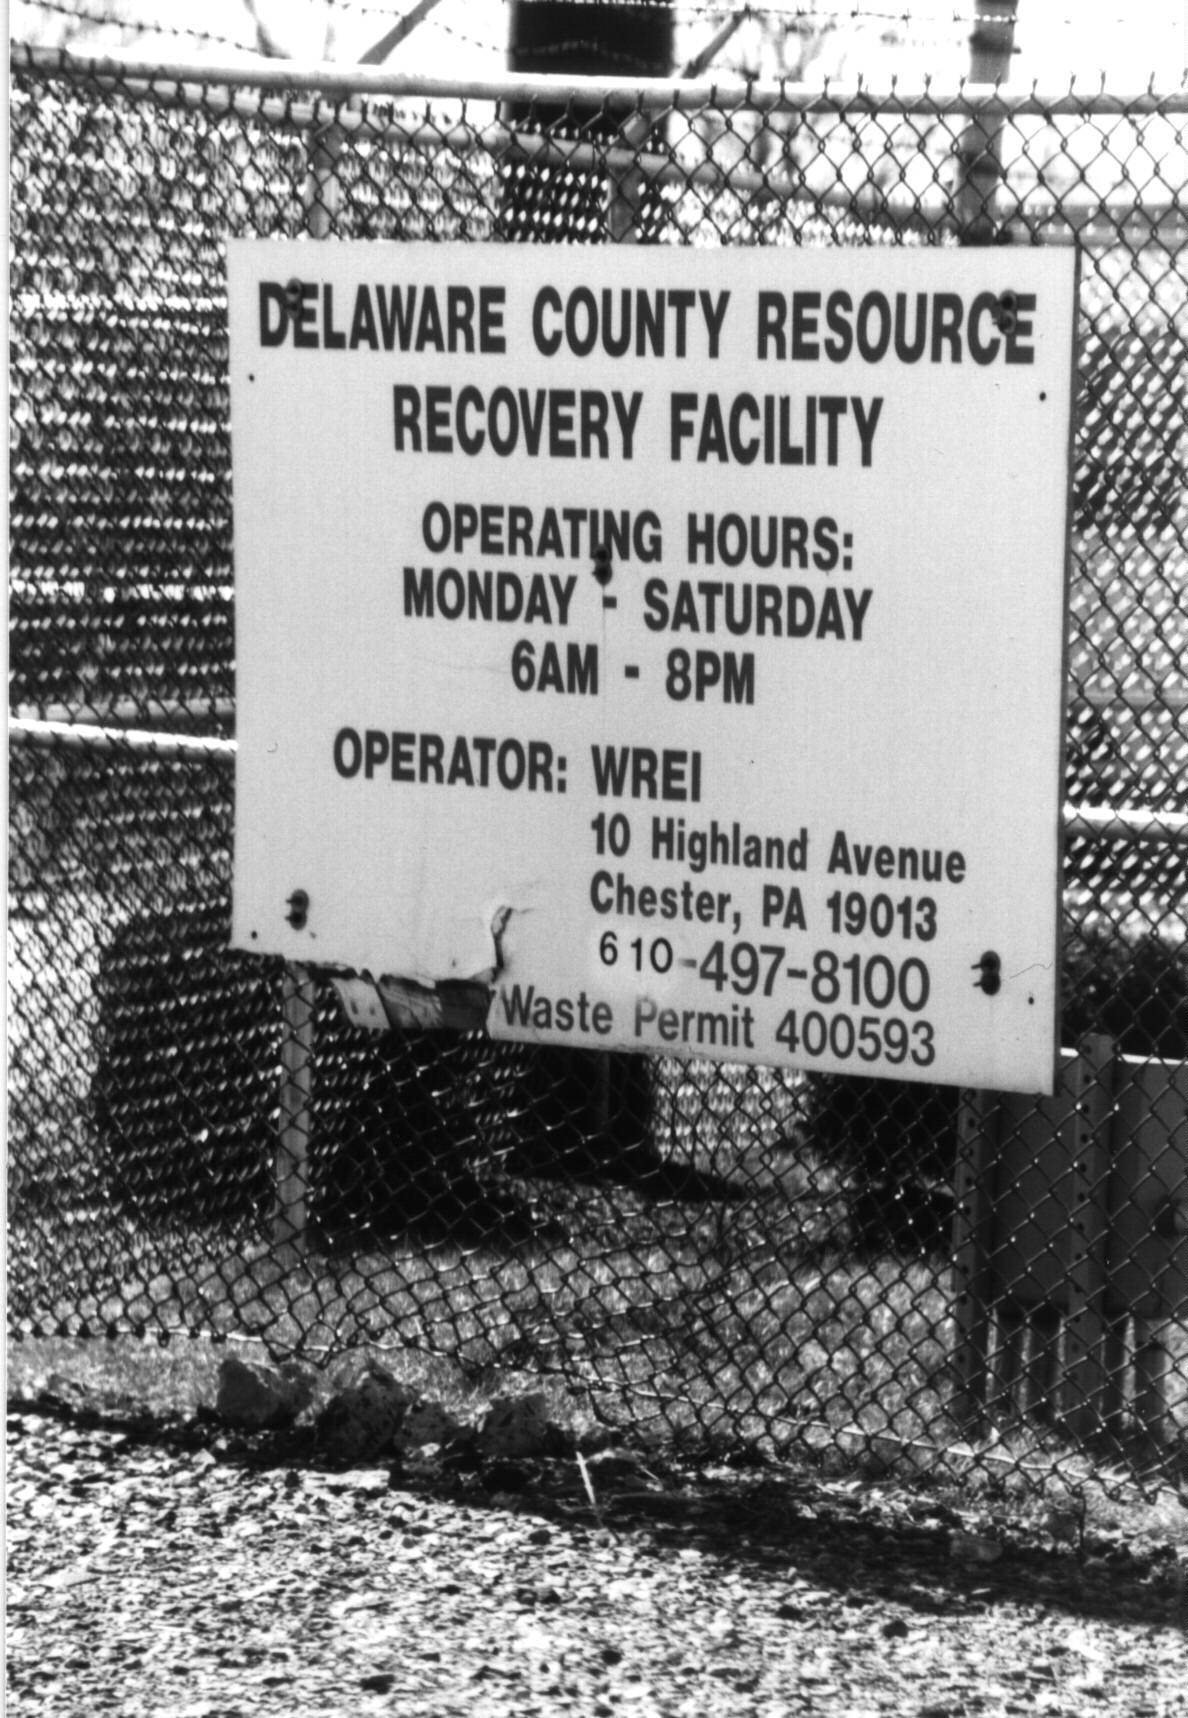 DELAWARE COUNTY RESOURCE
RECOVERY FACILITY
OPERATING HOURS:
MONDAY - SATURDAY
6AM - 8PM
OPERATOR: WREI
10 Highland Avenue
Chester, PA 19013
610-497-8100
Waste Permit 400593